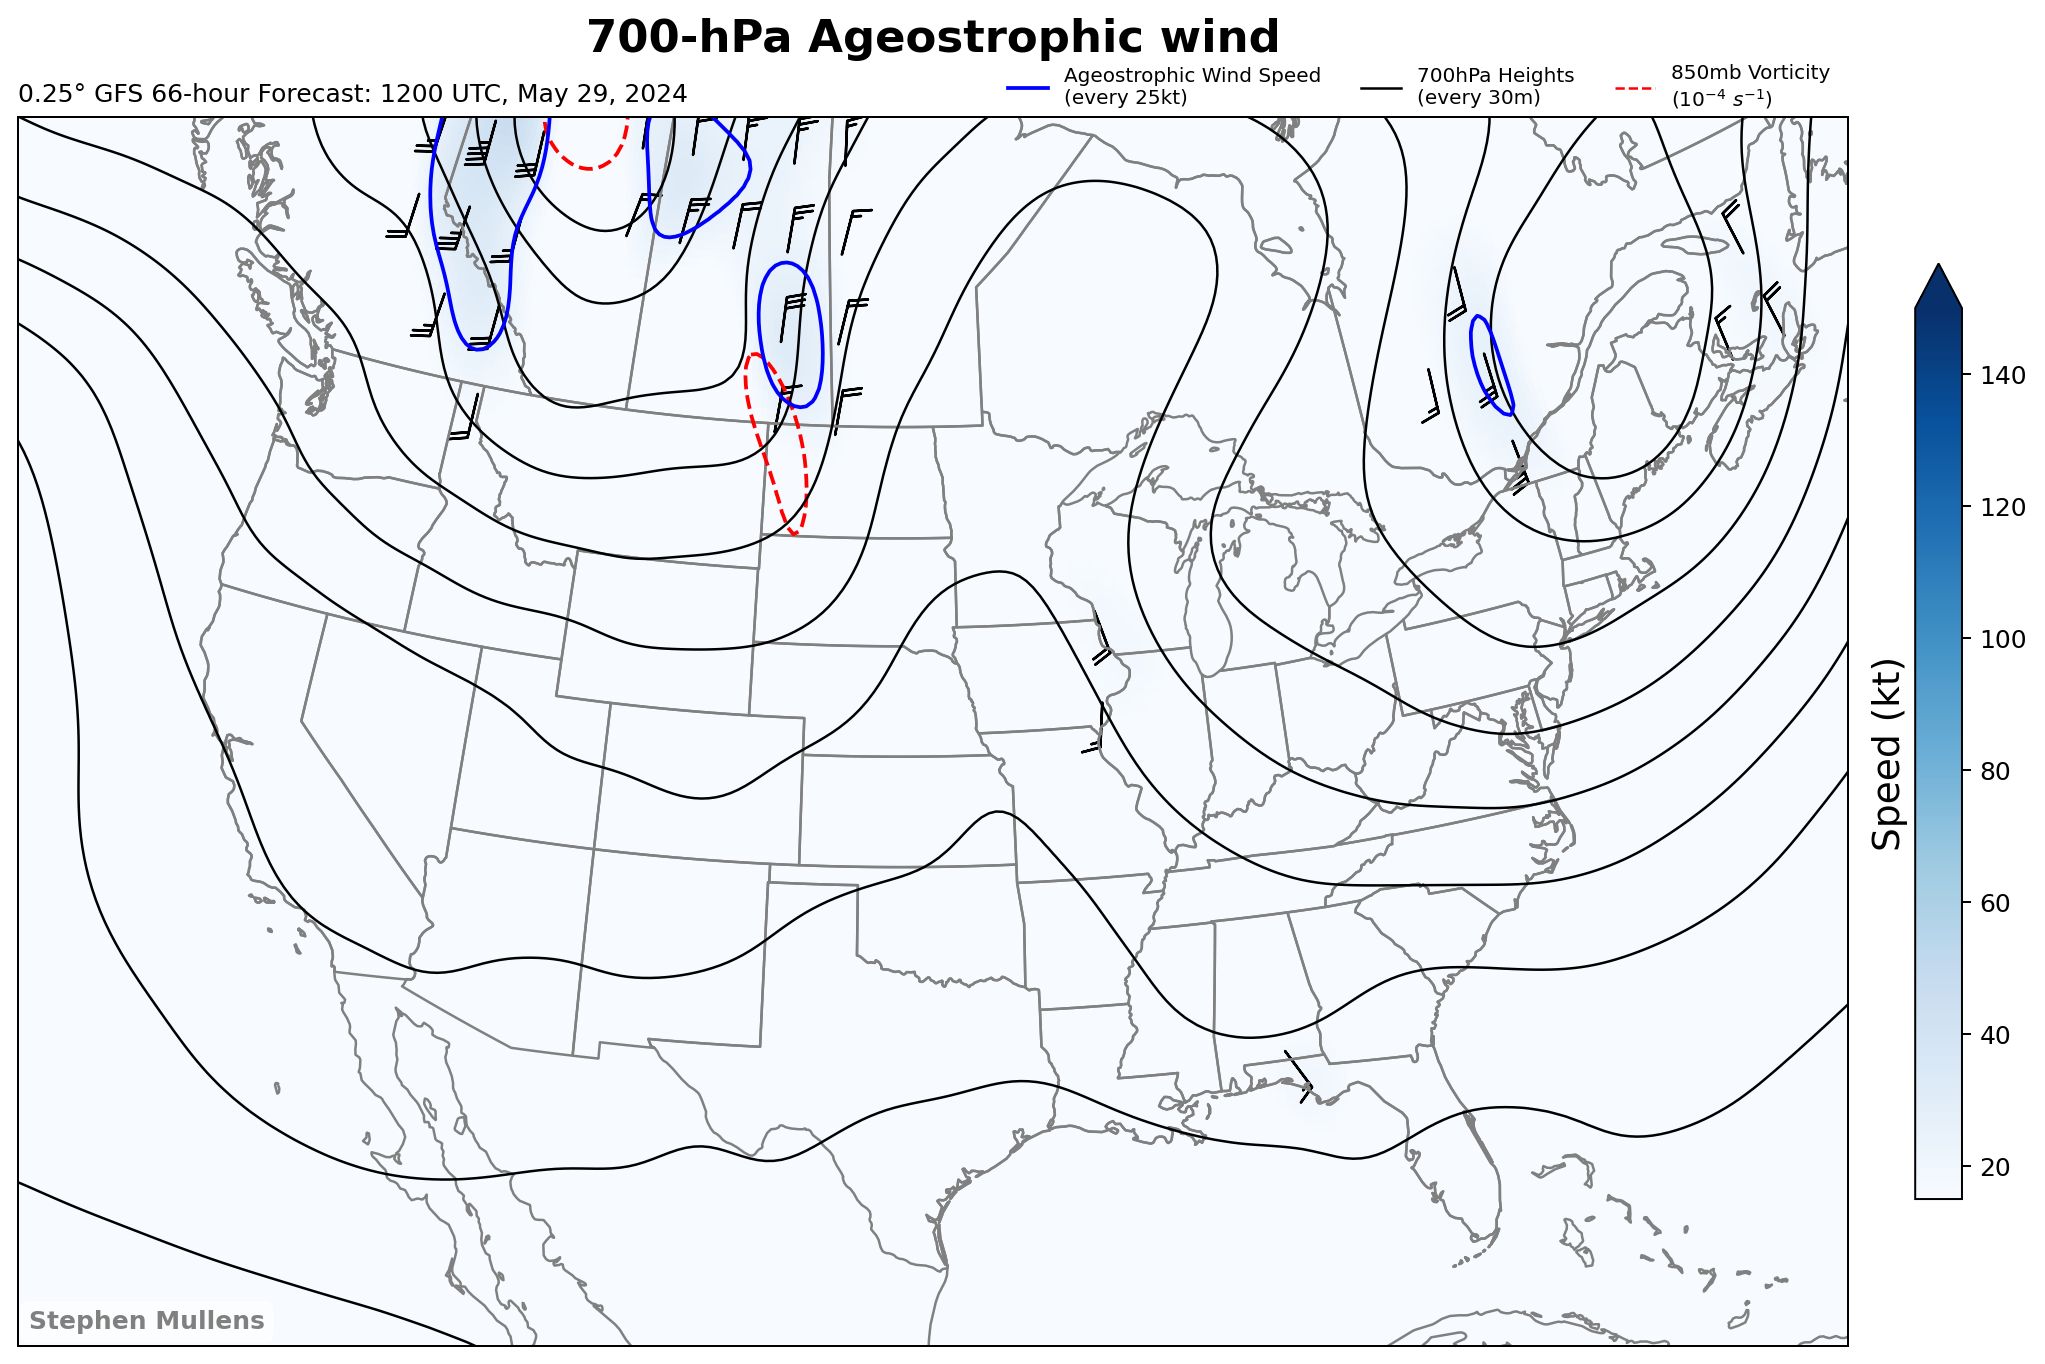 700-hPa Ageostrophic wind
0.25° GFS 66-hour Forecast: 1200 UTC, May 29, 2024
Ageostrophic Wind Speed
(every 25kt)
700hPa Heights
(every 30m)
850mb Vorticity
(10⁻⁴ s⁻¹)
140
120
100
80
60
40
20
Speed (kt)
Stephen Mullens